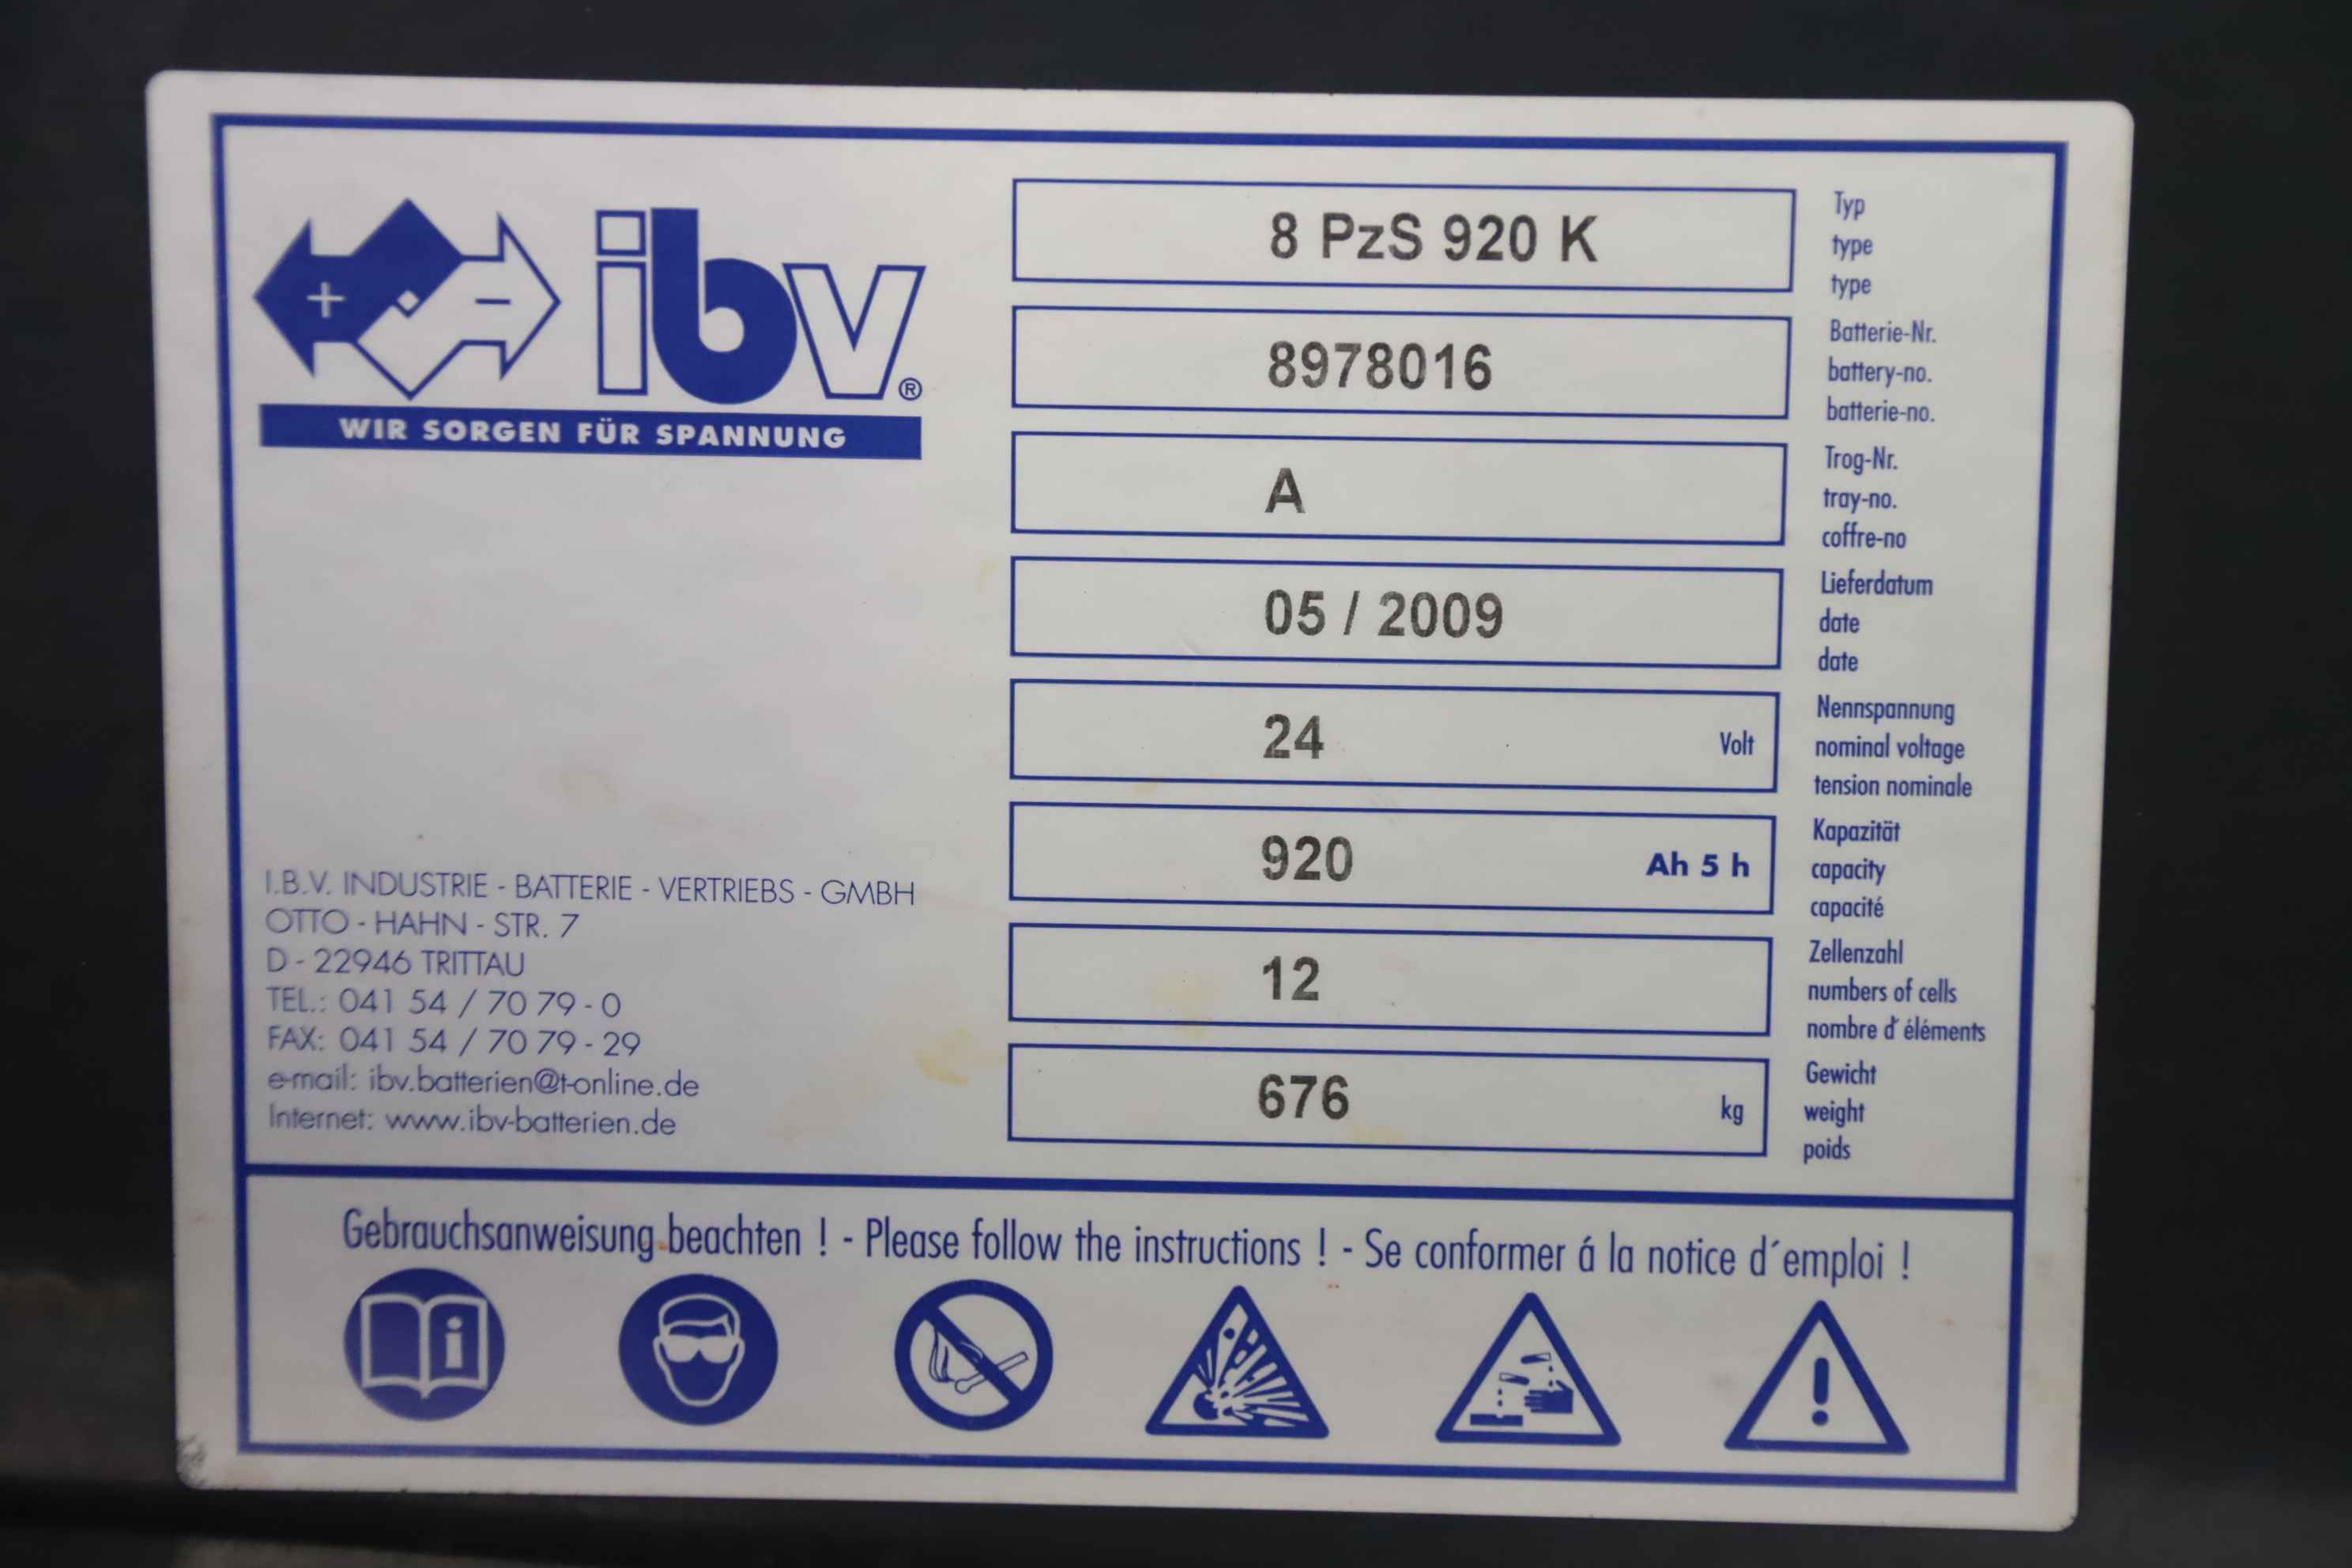 + - ibv®
WIR SORGEN FÜR SPANNUNG
I.B.V. INDUSTRIE - BATTERIE - VERTRIEBS - GMBH
OTTO - HAHN - STR. 7
D - 22946 TRITTAU
TEL.: 041 54 / 70 79 - 0
FAX: 041 54 / 70 79 - 29
e-mail: ibv.batterien@t-online.de
Internet: www.ibv-batterien.de
8 PzS 920 K
Typ
type
type
8978016
Batterie-Nr.
battery-no.
batterie-no.
A
Trog-Nr.
tray-no.
coffre-no
05 / 2009
Lieferdatum
date
date
24 Volt
Nennspannung
nominal voltage
tension nominale
920 Ah 5 h
Kapazität
capacity
capacité
12
Zellenzahl
numbers of cells
nombre d´éléments
676 kg
Gewicht
weight
poids
Gebrauchsanweisung beachten ! - Please follow the instructions ! - Se conformer á la notice d´emploi !
i
!